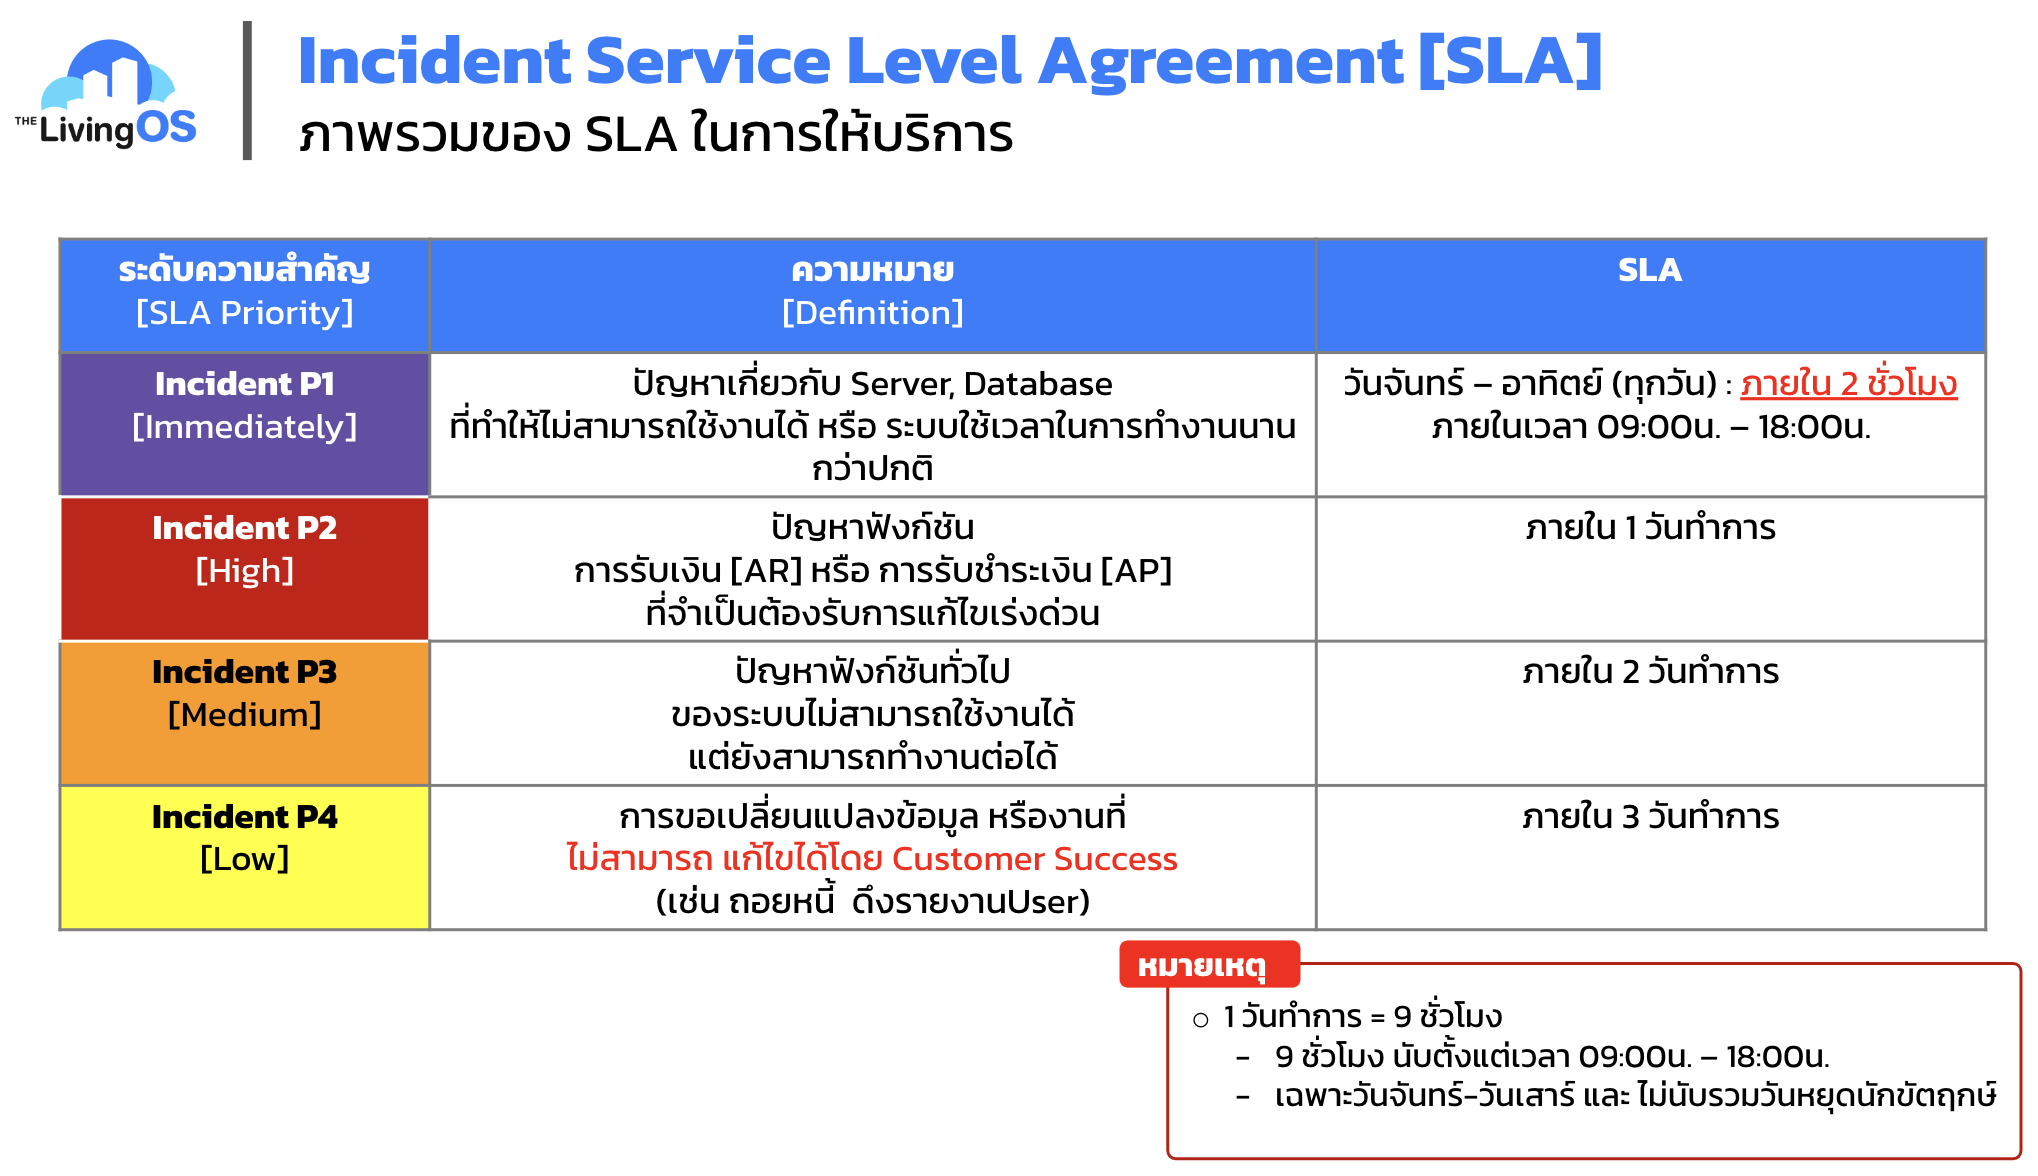 THE LivingOS
Incident Service Level Agreement [SLA]
ภาพรวมของ SLA ในการให้บริการ
ระดับความสำคัญ
[SLA Priority]
ความหมาย
[Definition]
SLA
Incident P1
[Immediately]
ปัญหาเกี่ยวกับ Server, Database
ที่ทำให้ไม่สามารถใช้งานได้ หรือ ระบบใช้เวลาในการทำงานนาน
กว่าปกติ
วันจันทร์ – อาทิตย์ (ทุกวัน) : ภายใน 2 ชั่วโมง
ภายในเวลา 09:00น. – 18:00น.
Incident P2
[High]
ปัญหาฟังก์ชัน
การรับเงิน [AR] หรือ การรับชำระเงิน [AP]
ที่จำเป็นต้องรับการแก้ไขเร่งด่วน
ภายใน 1 วันทำการ
Incident P3
[Medium]
ปัญหาฟังก์ชันทั่วไป
ของระบบไม่สามารถใช้งานได้
แต่ยังสามารถทำงานต่อได้
ภายใน 2 วันทำการ
Incident P4
[Low]
การขอเปลี่ยนแปลงข้อมูล หรืองานที่
ไม่สามารถ แก้ไขได้โดย Customer Success
(เช่น ถอยหนี้  ดึงรายงานUser)
ภายใน 3 วันทำการ
หมายเหตุ
○ 1 วันทำการ = 9 ชั่วโมง
- 9 ชั่วโมง นับตั้งแต่เวลา 09:00น. – 18:00น.
- เฉพาะวันจันทร์-วันเสาร์ และ ไม่นับรวมวันหยุดนักขัตฤกษ์